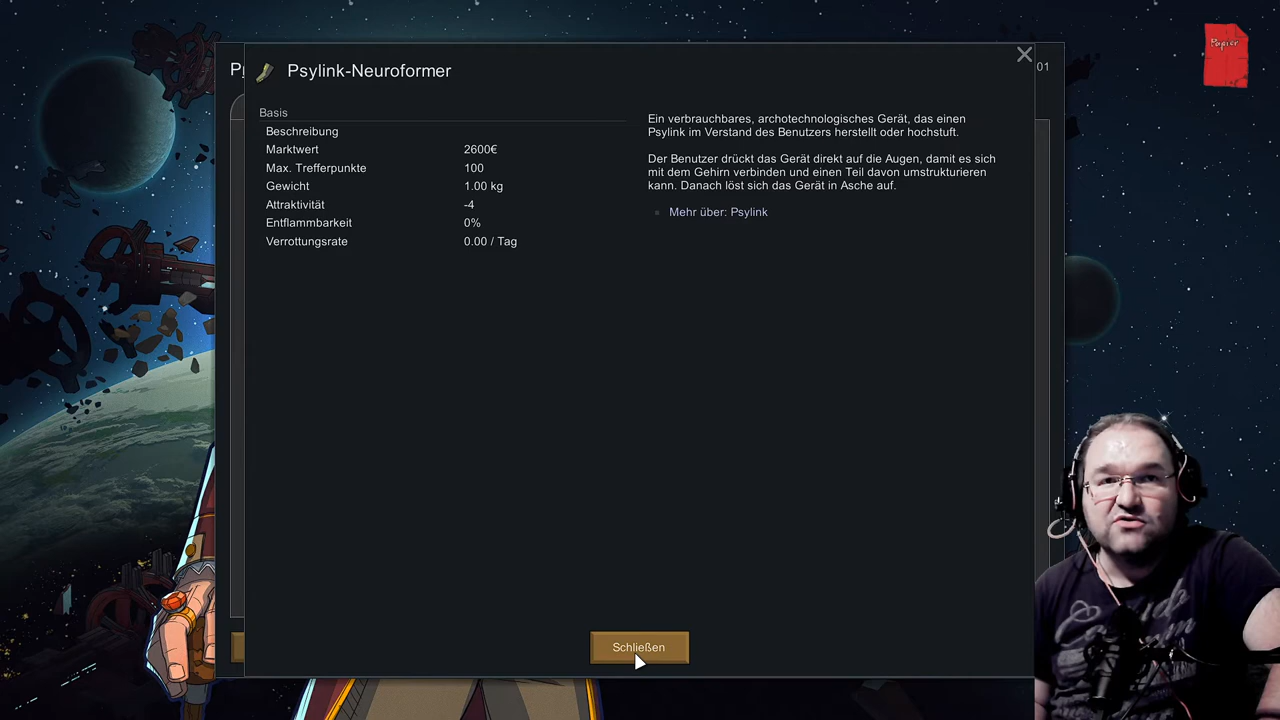 Papier
P
01
Psylink-Neuroformer
Basis
Beschreibung
Marktwert 2600€
Max. Trefferpunkte 100
Gewicht 1.00 kg
Attraktivität -4
Entflammbarkeit 0%
Verrottungsrate 0.00 / Tag
Ein verbrauchbares, archotechnologisches Gerät, das einen
Psylink im Verstand des Benutzers herstellt oder hochstuft.
Der Benutzer drückt das Gerät direkt auf die Augen, damit es sich
mit dem Gehirn verbinden und einen Teil davon umstrukturieren
kann. Danach löst sich das Gerät in Asche auf.
Mehr über: Psylink
Schließen